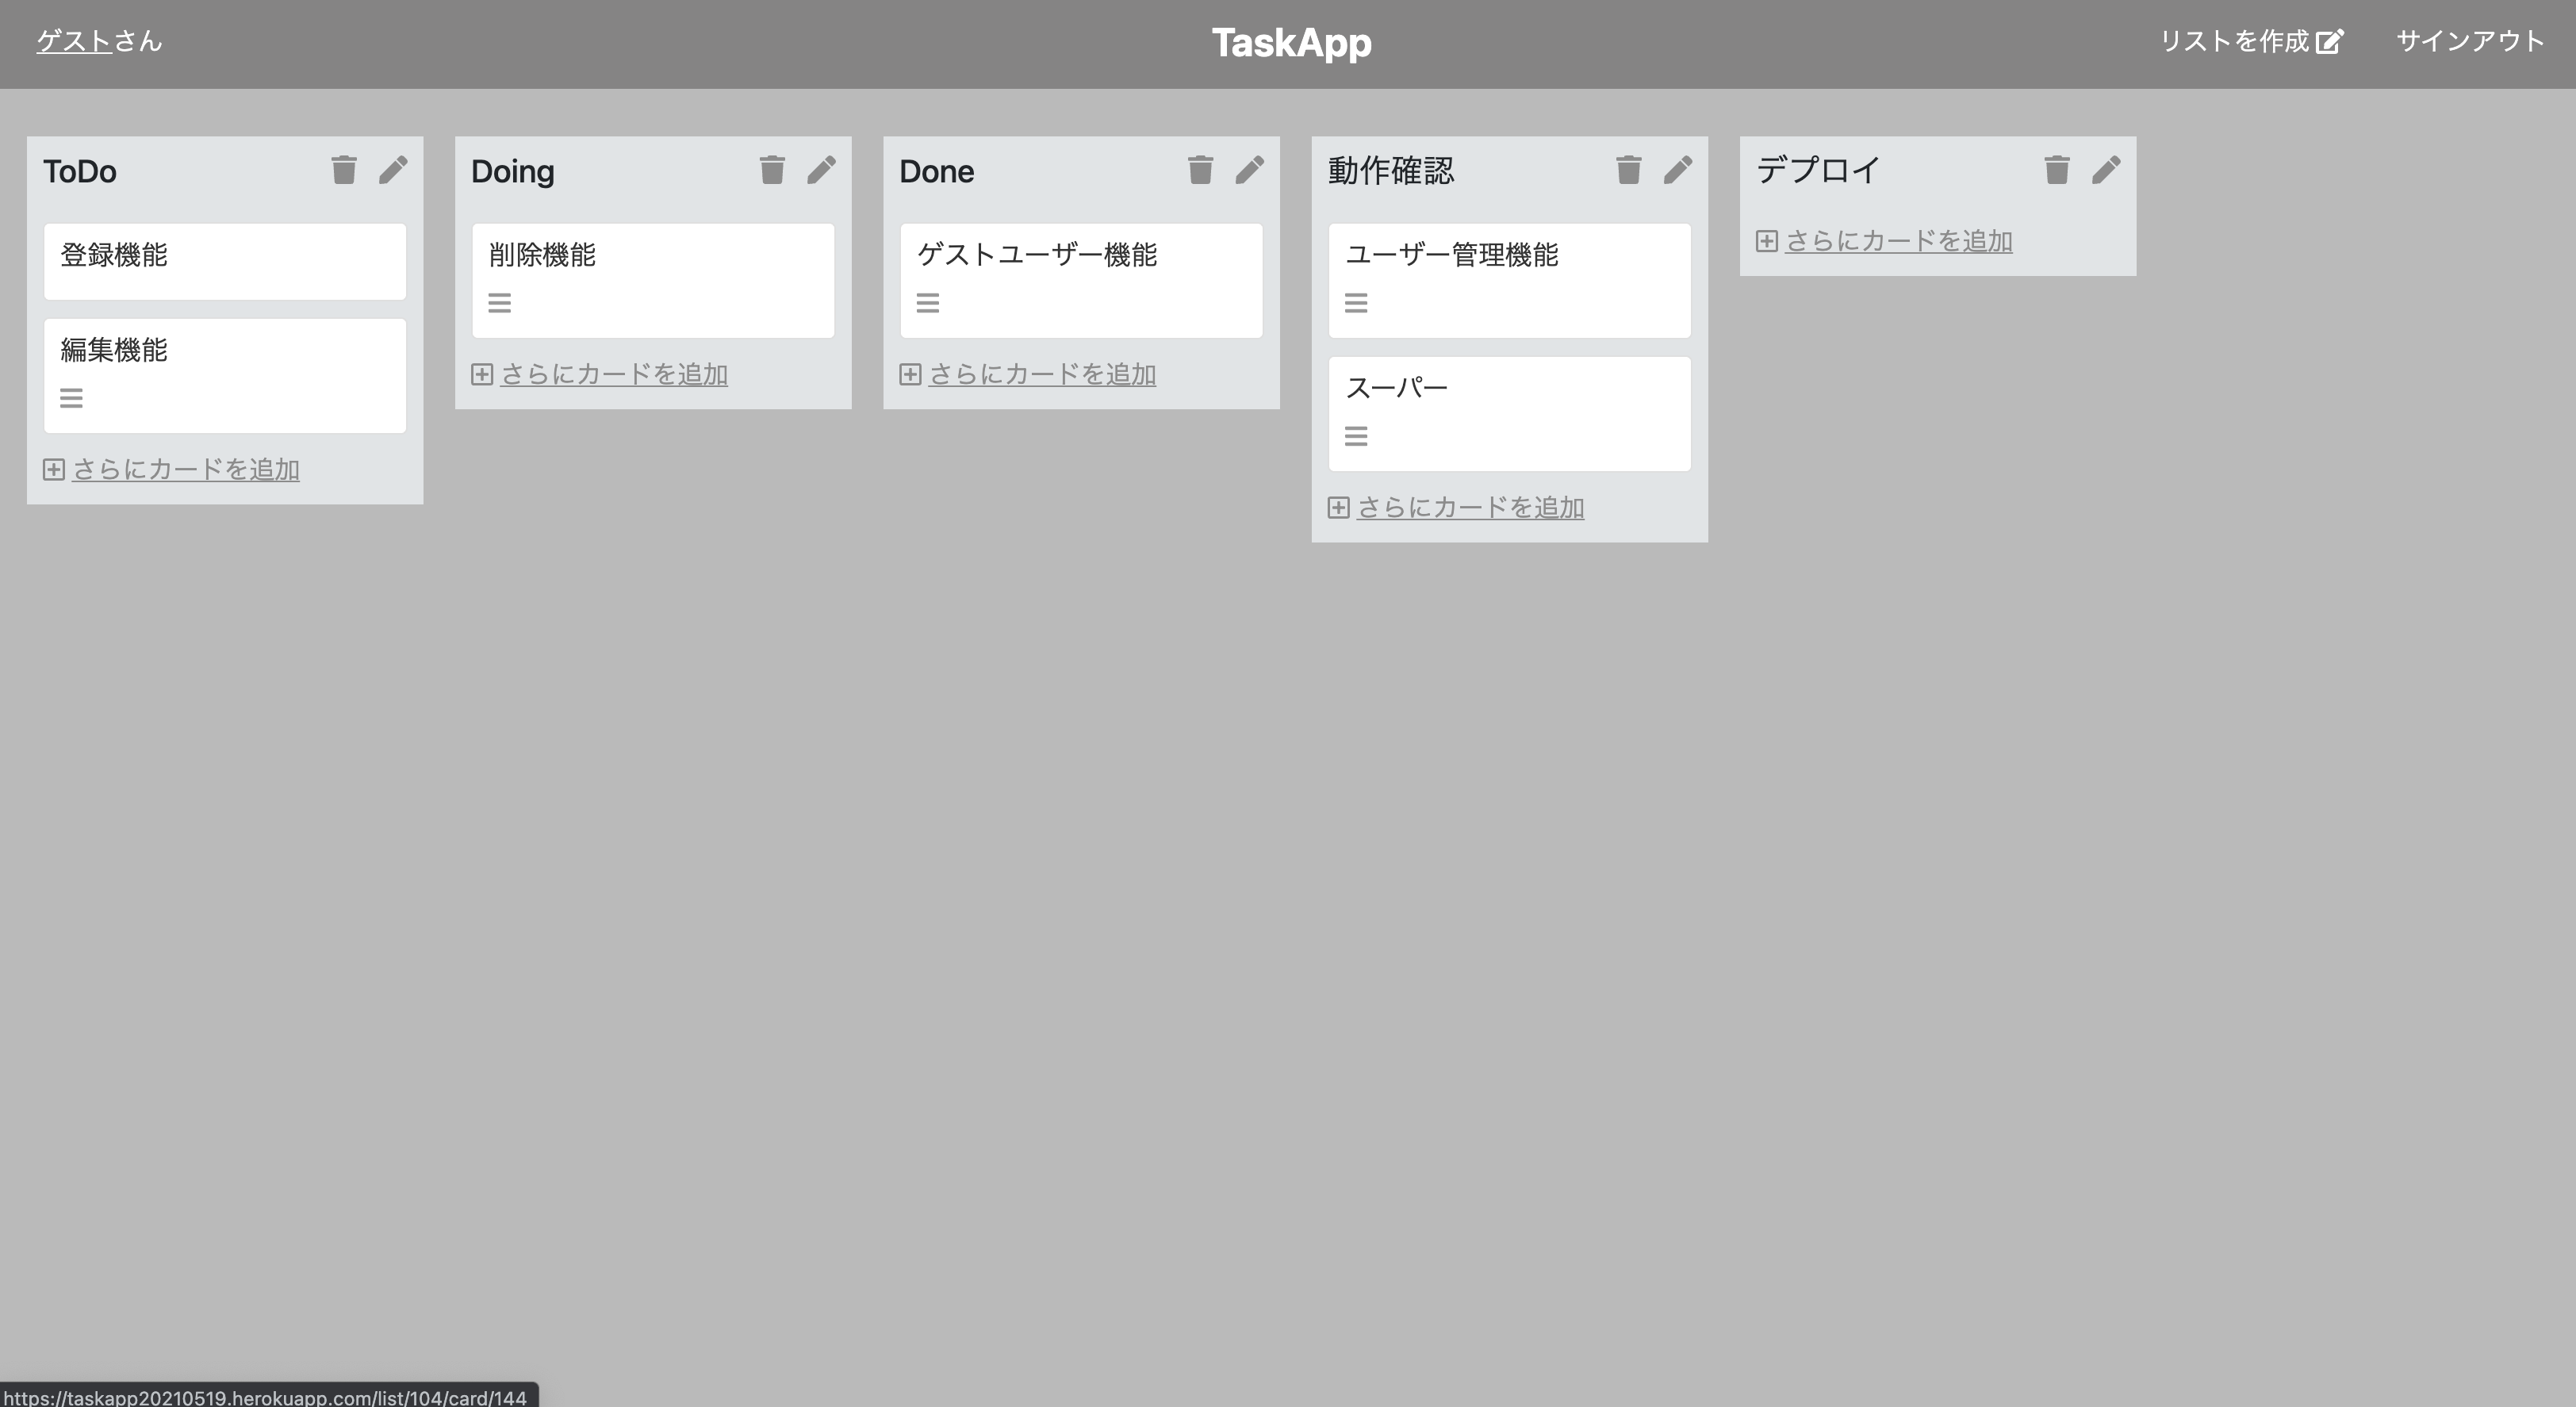 ゲストさん
TaskApp
リストを作成
サインアウト
ToDo
登録機能
編集機能
さらにカードを追加
Doing
削除機能
さらにカードを追加
Done
ゲストユーザー機能
さらにカードを追加
動作確認
ユーザー管理機能
スーパー
さらにカードを追加
デプロイ
さらにカードを追加
https://taskapp20210519.herokuapp.com/list/104/card/144